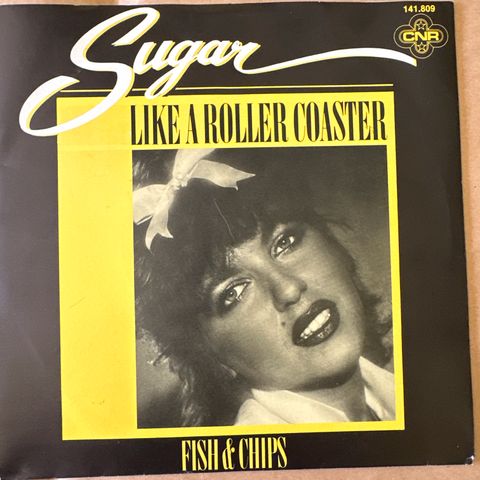 141.809
CNR
Sugar
LIKE A ROLLER COASTER
FISH & CHIPS